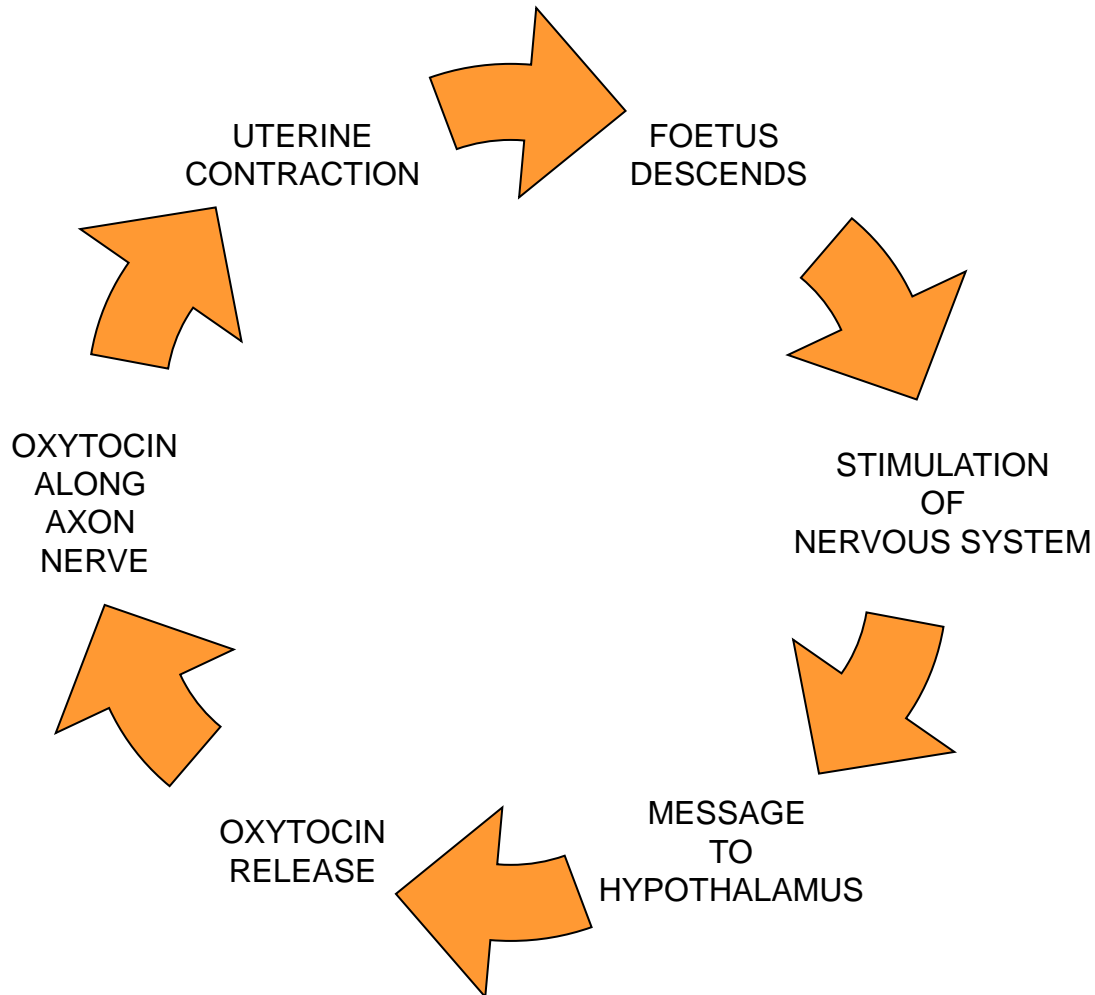 UTERINE
CONTRACTION
FOETUS
DESCENDS
STIMULATION
OF
NERVOUS SYSTEM
MESSAGE
TO
HYPOTHALAMUS
OXYTOCIN
RELEASE
OXYTOCIN
ALONG
AXON
NERVE